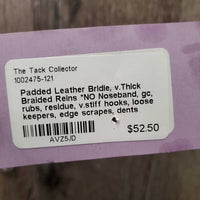 The Tack Collector
1002475-121
Padded Leather Bridle, v.Thick
Braided Reins *NO Noseband, gc,
rubs, residue, v.stiff hooks, loose
keepers, edge scrapes, dents
$52.50
AVZ5JD